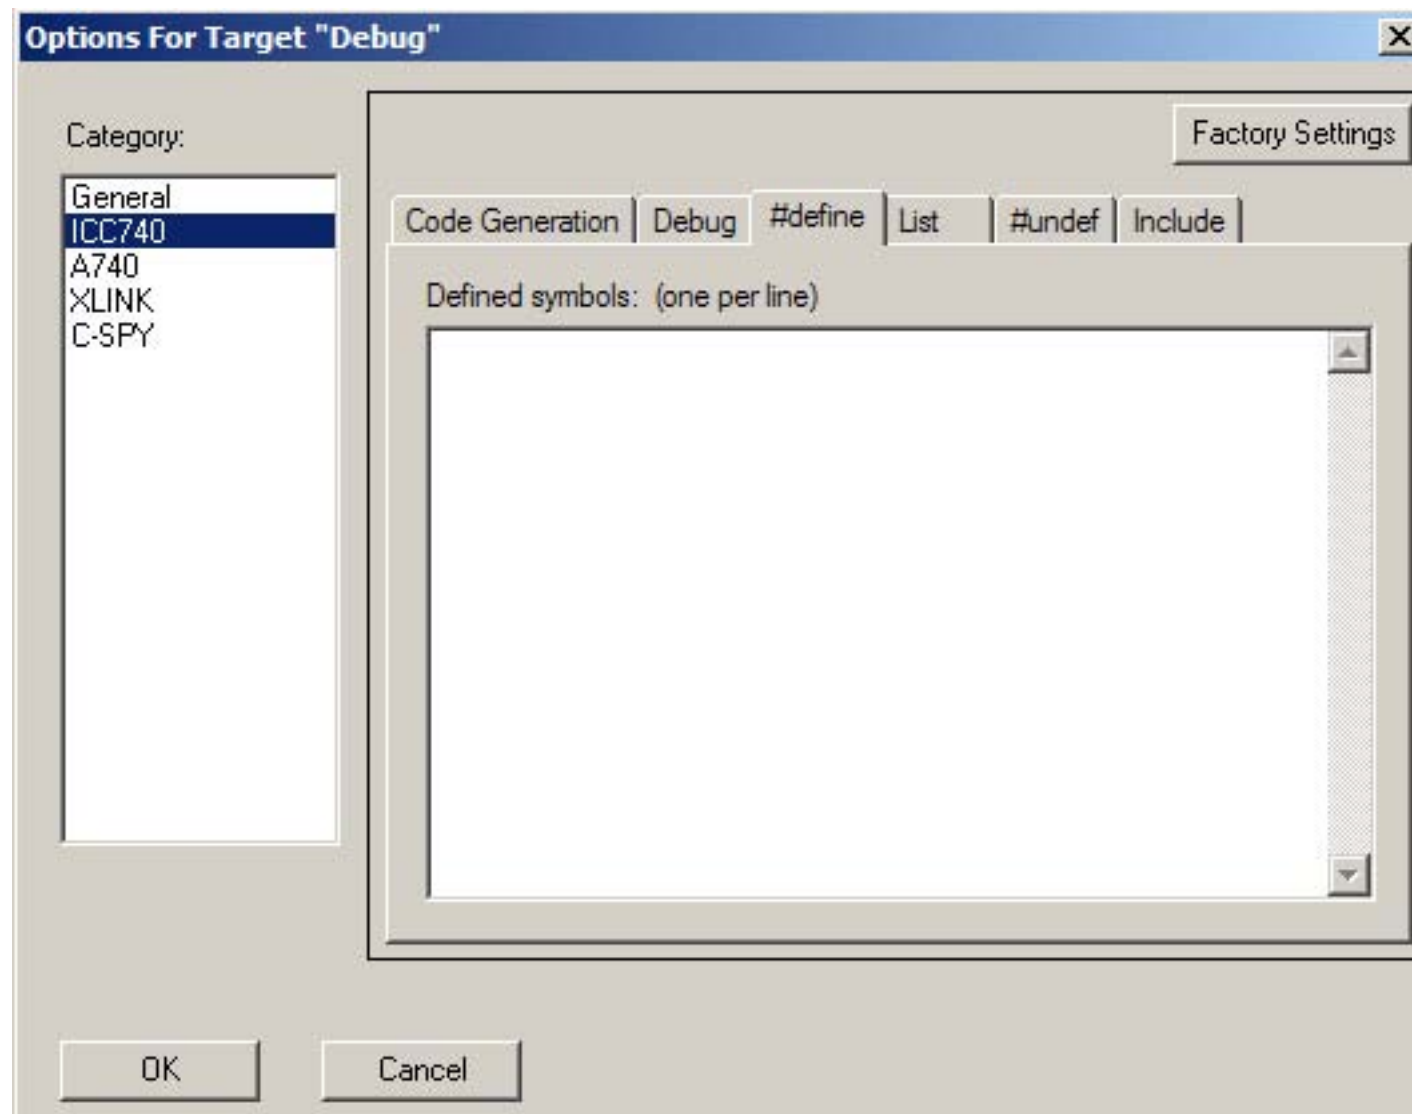 Options For Target "Debug"
Category:
General
ICC740
A740
XLINK
C-SPY
Factory Settings
Code Generation Debug #define List #undef Include
Defined symbols: (one per line)
OK Cancel